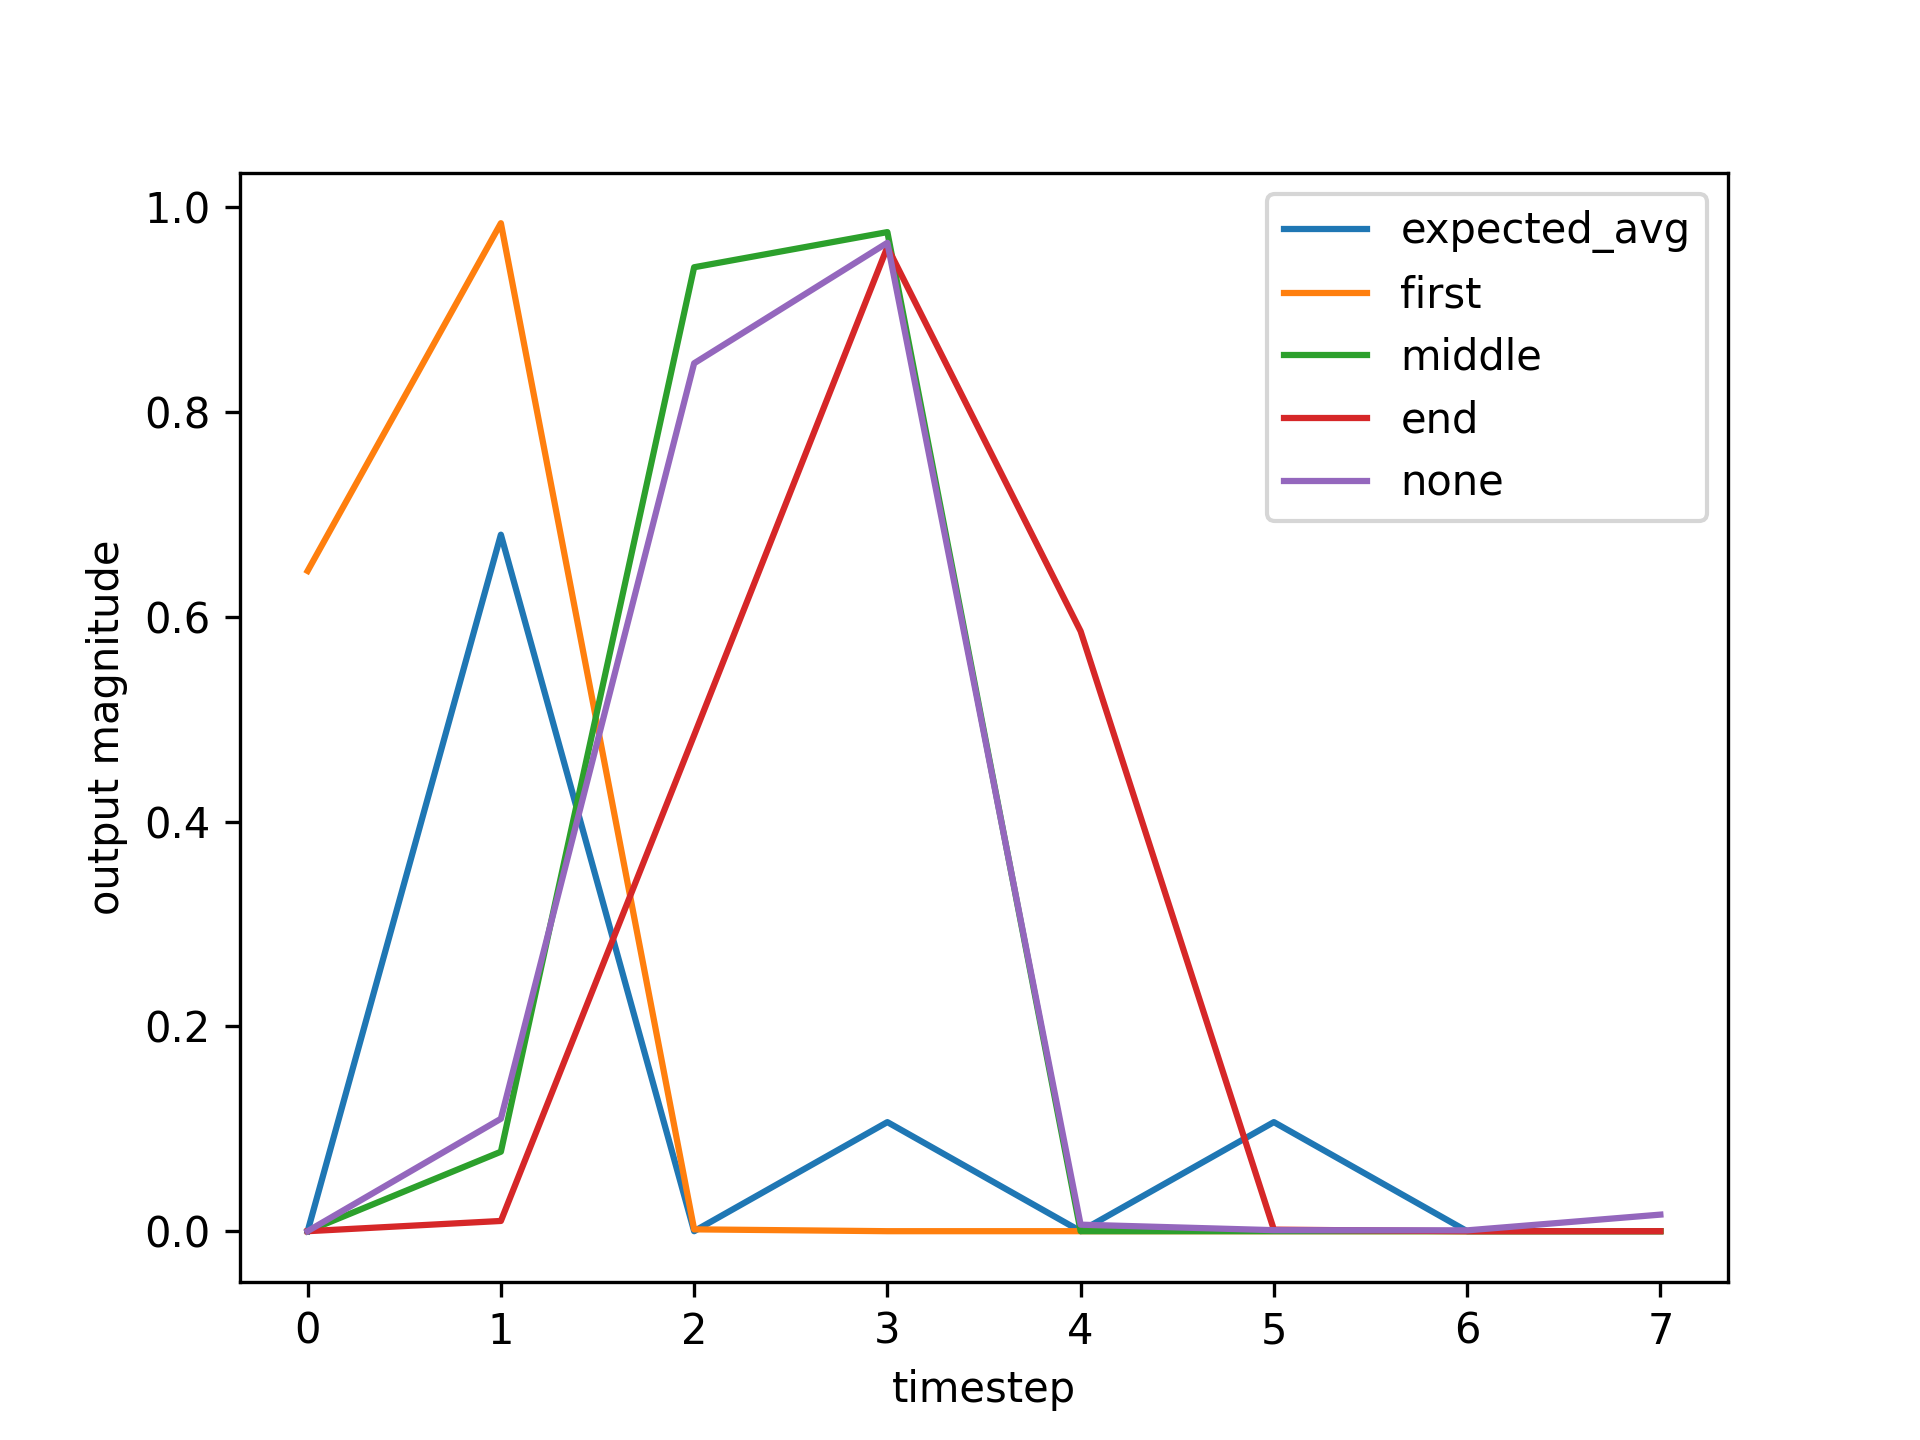 1.0
0.8
0.6
0.4
0.2
0.0
output magnitude
0 1 2 3 4 5 6 7
timestep
expected_avg
first
middle
end
none